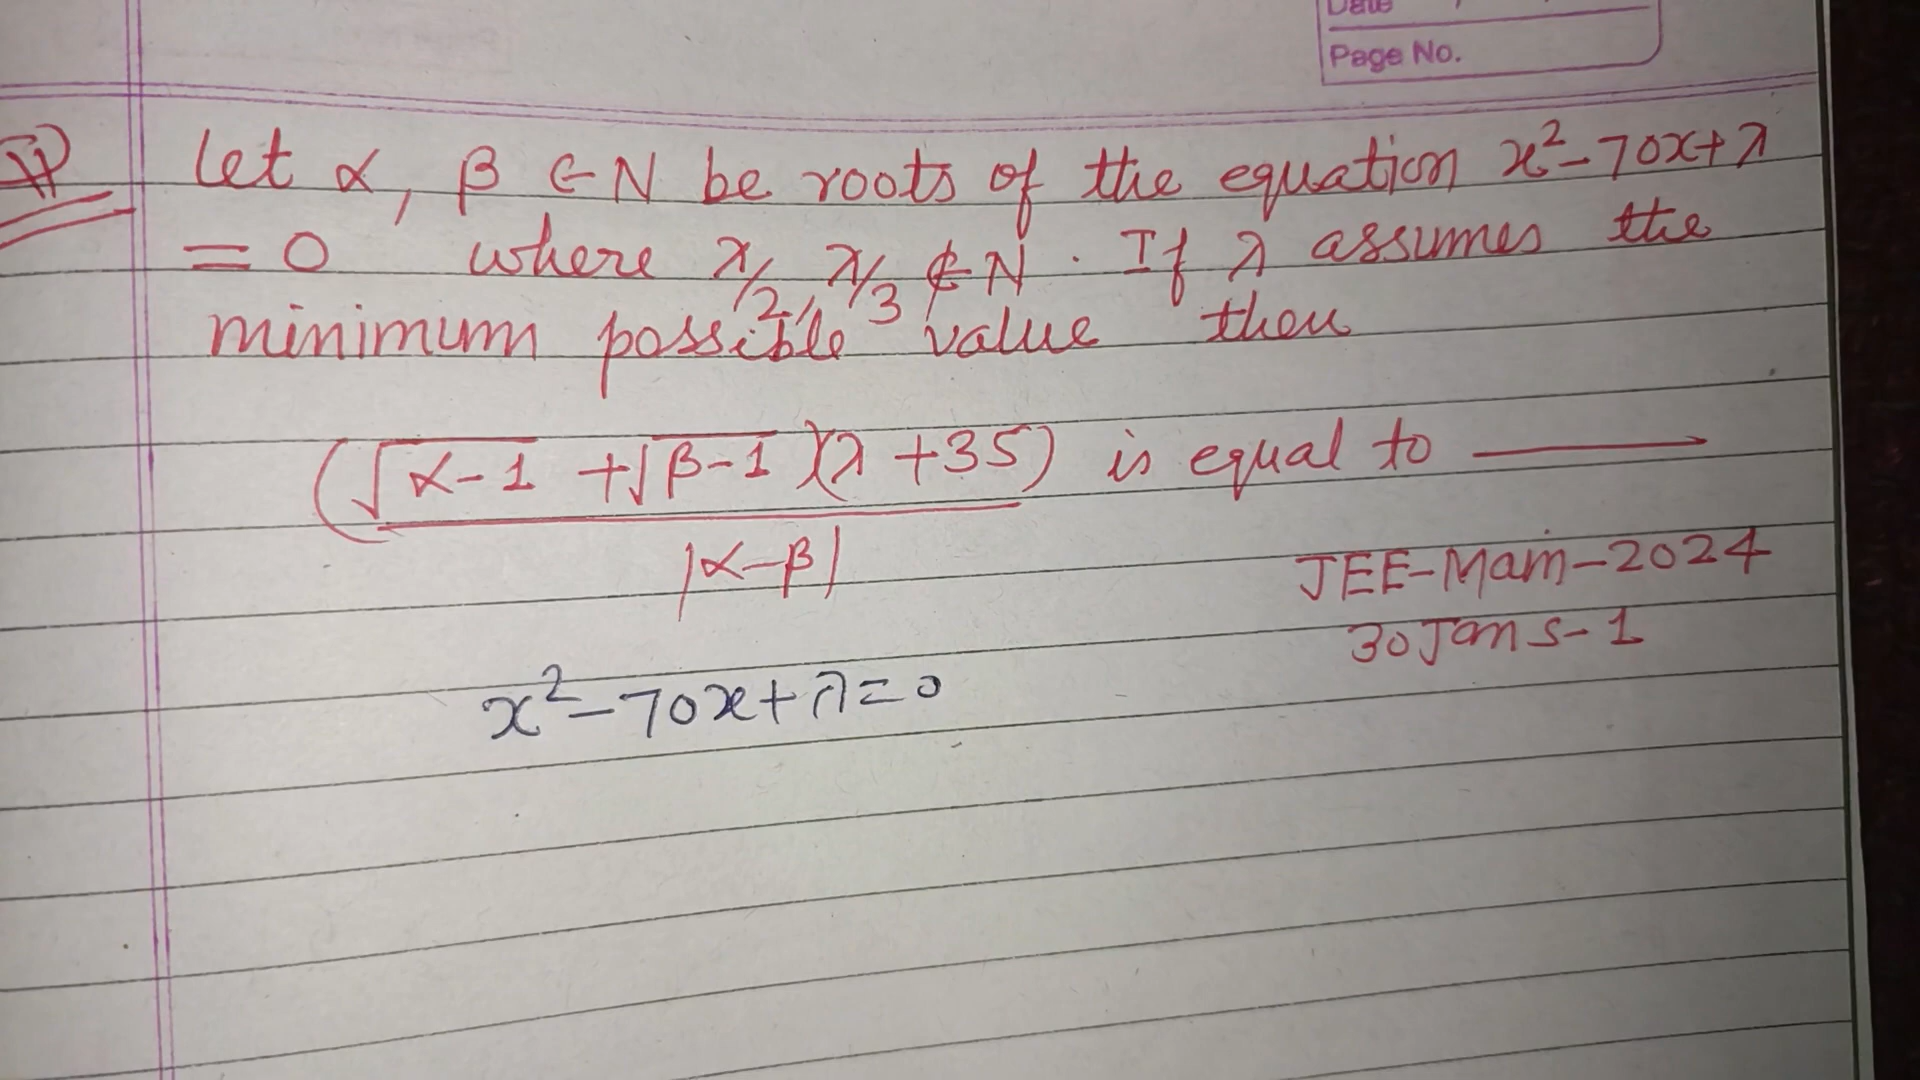 Date
Page No.
Q) Let α, β ∈ N be roots of the equation x²-70x+λ
= 0 where λ/2, λ/3 ∉ N. If λ assumes the
minimum possible value then
(√α-1 + √β-1)(λ+35) is equal to ———
|α-β|
JEE-Main-2024
30 Jan S-1
x²-70x+λ=0